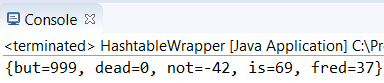 Console
<terminated> HashtableWrapper [Java Application] C:\Pr
{but=999, dead=0, not=-42, is=69, fred=37}